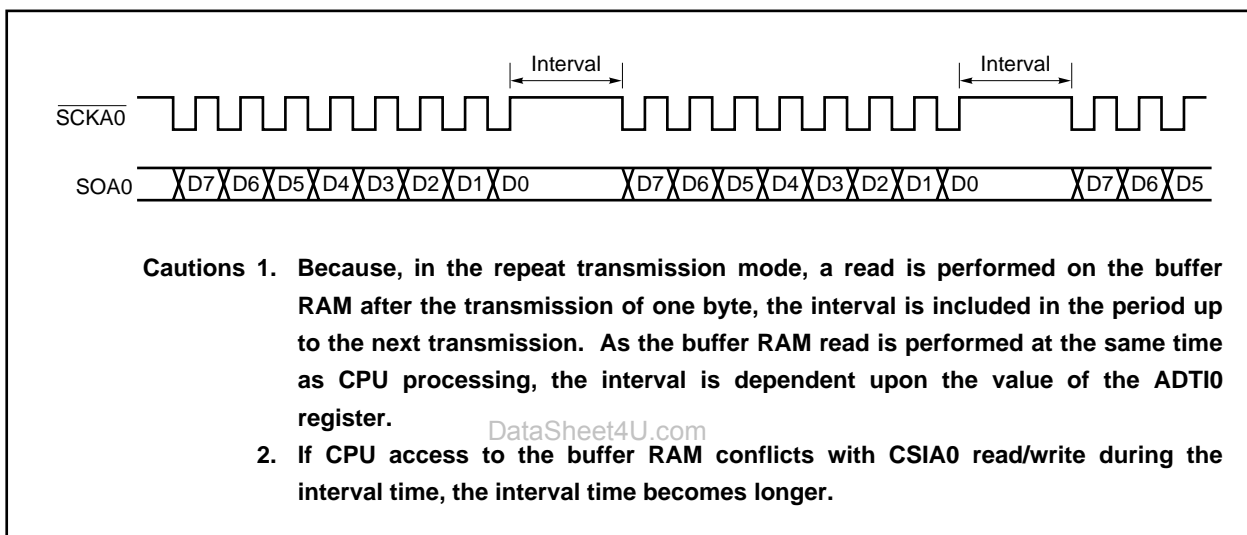 Interval Interval
SCKA0
SOA0 D7 D6 D5 D4 D3 D2 D1 D0 D7 D6 D5 D4 D3 D2 D1 D0 D7 D6 D5
Cautions 1. Because, in the repeat transmission mode, a read is performed on the buffer
RAM after the transmission of one byte, the interval is included in the period up
to the next transmission. As the buffer RAM read is performed at the same time
as CPU processing, the interval is dependent upon the value of the ADTI0
register.
DataSheet4U.com
2. If CPU access to the buffer RAM conflicts with CSIA0 read/write during the
interval time, the interval time becomes longer.